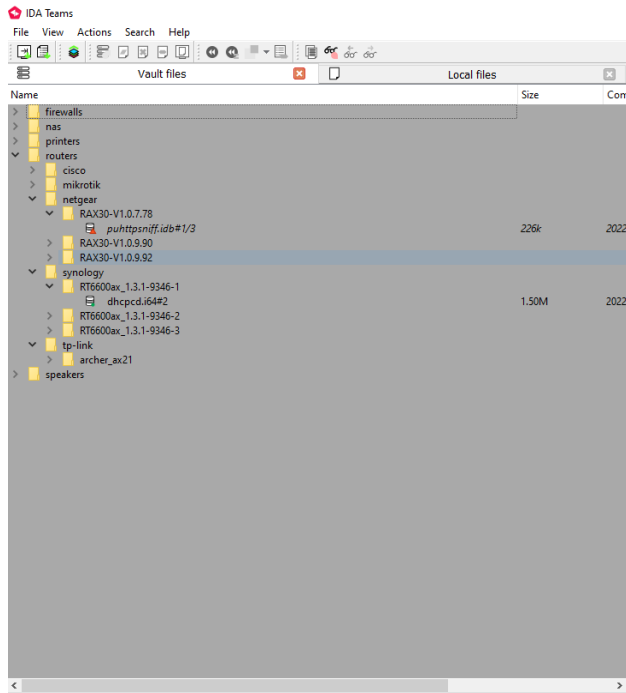 IDA Teams
File View Actions Search Help
Vault files Local files
Name Size Com
firewalls
nas
printers
routers
cisco
mikrotik
netgear
RAX30-V1.0.7.78
puhttpsniff.idb#1/3 226k 2022
RAX30-V1.0.9.90
RAX30-V1.0.9.92
synology
RT6600ax_1.3.1-9346-1
dhcpcd.i64#2 1.50M 2022
RT6600ax_1.3.1-9346-2
RT6600ax_1.3.1-9346-3
tp-link
archer_ax21
speakers